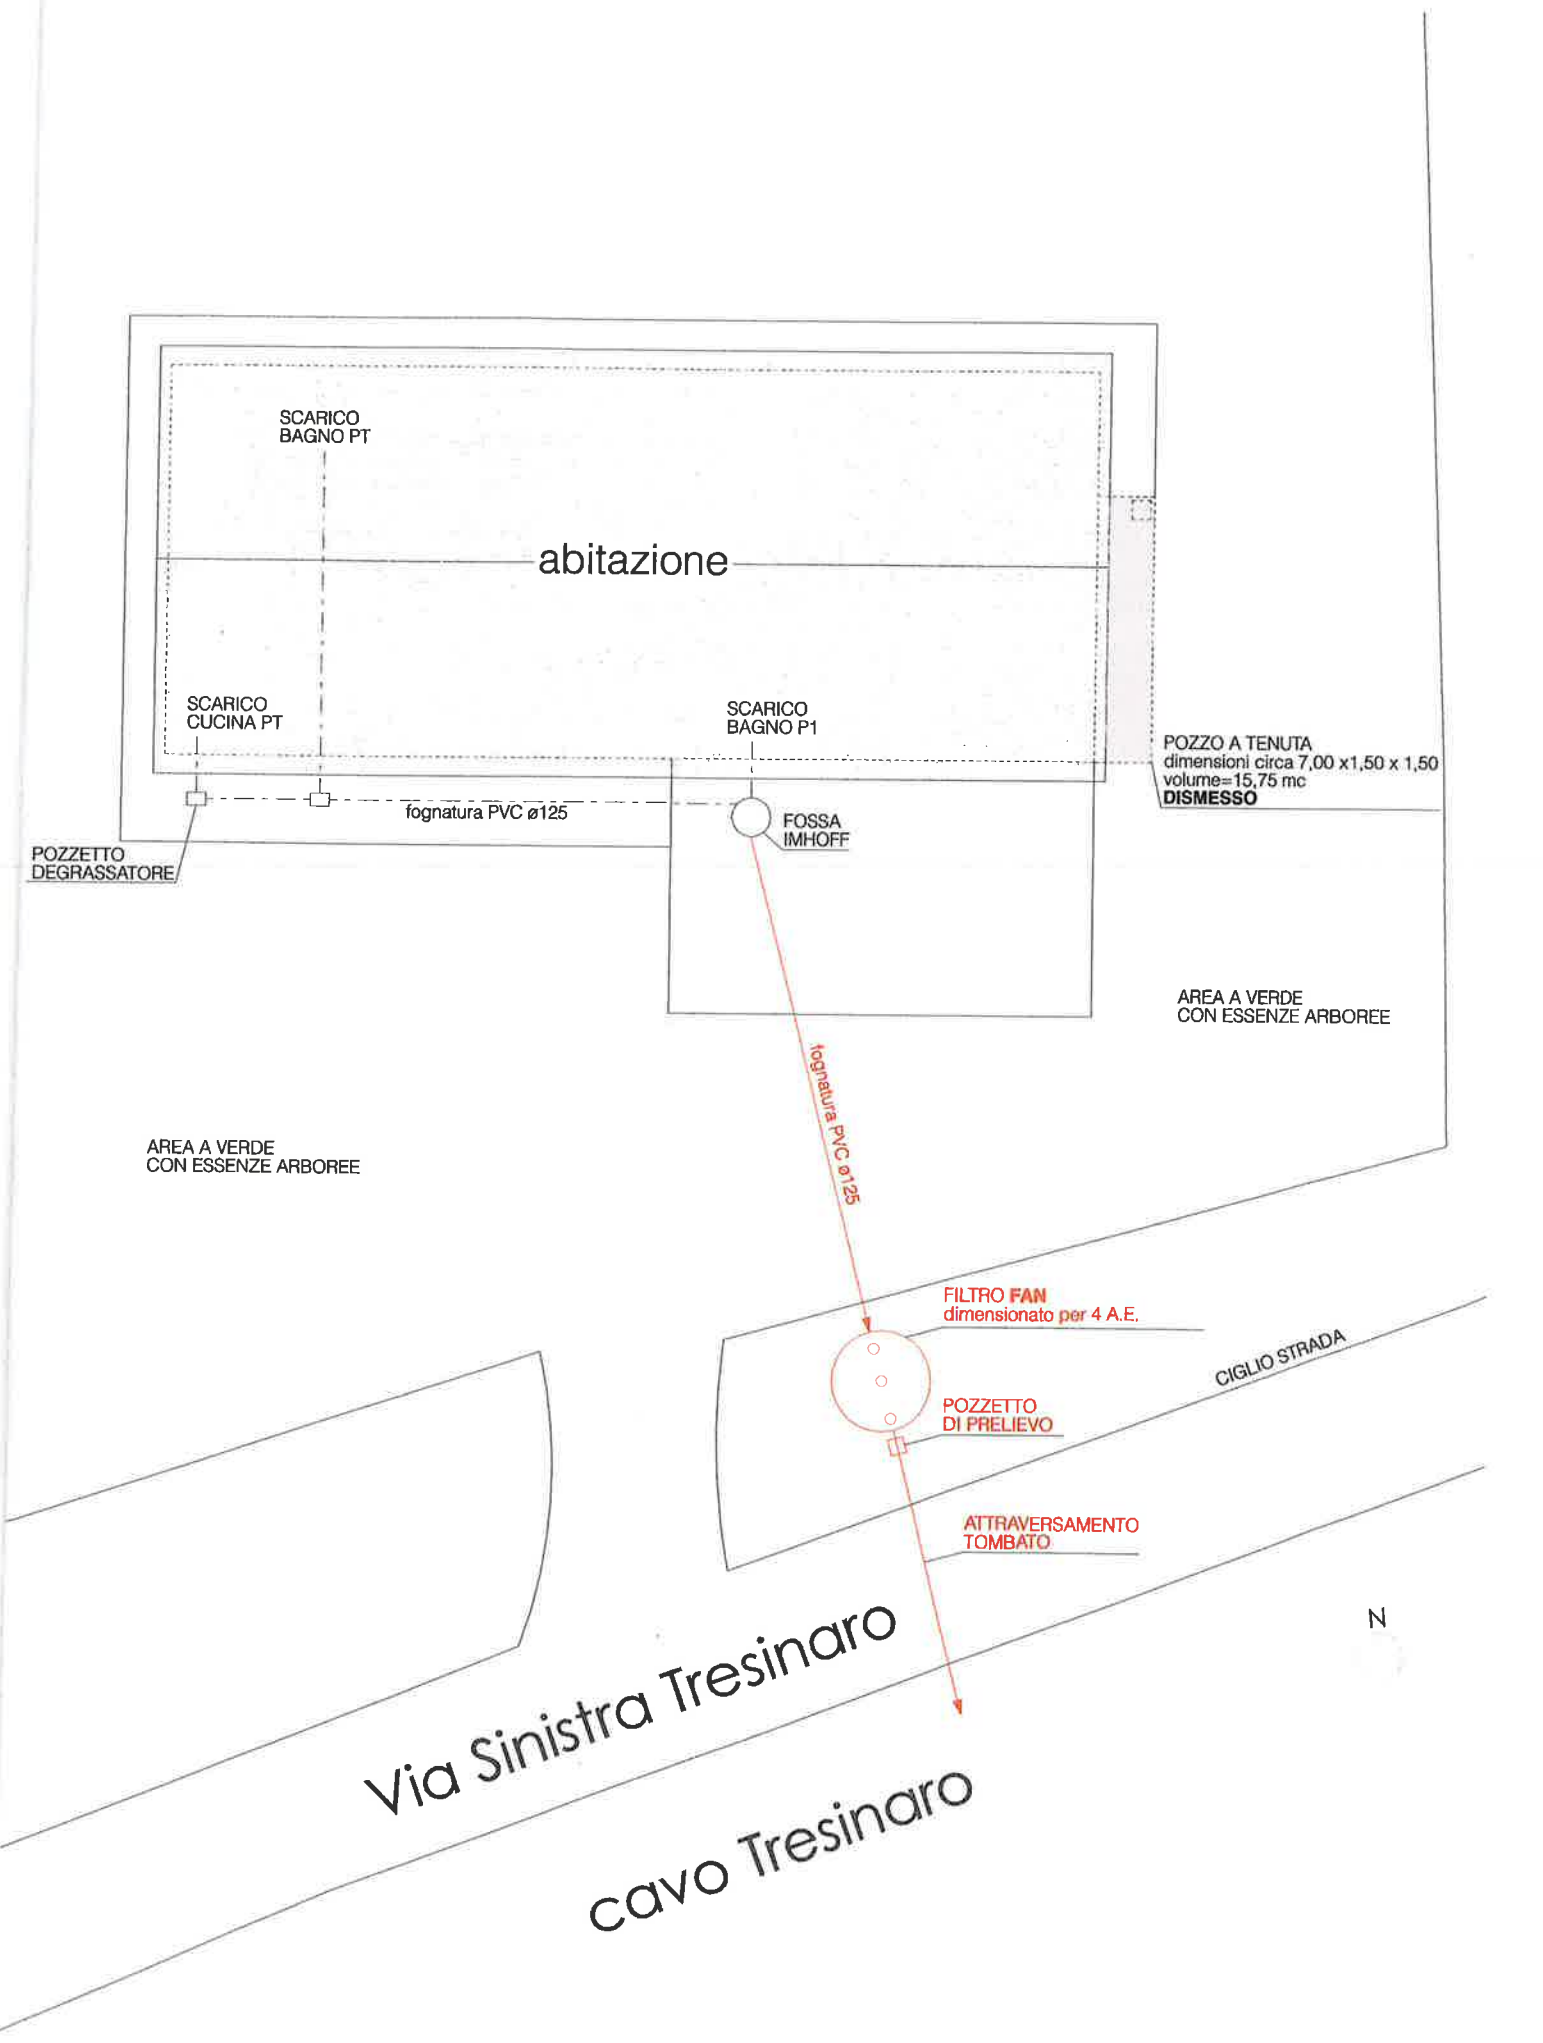 SCARICO
BAGNO PT
abitazione
SCARICO
CUCINA PT
SCARICO
BAGNO P1
POZZO A TENUTA
dimensioni circa 7,00 x1,50 x 1,50
volume=15,75 mc
DISMESSO
fognatura PVC ø125
FOSSA
IMHOFF
POZZETTO
DEGRASSATORE
AREA A VERDE
CON ESSENZE ARBOREE
fognatura PVC ø125
AREA A VERDE
CON ESSENZE ARBOREE
FILTRO FAN
dimensionato per 4 A.E.
CIGLIO STRADA
POZZETTO
DI PRELIEVO
ATTRAVERSAMENTO
TOMBATO
N
Via Sinistra Tresinaro
cavo Tresinaro